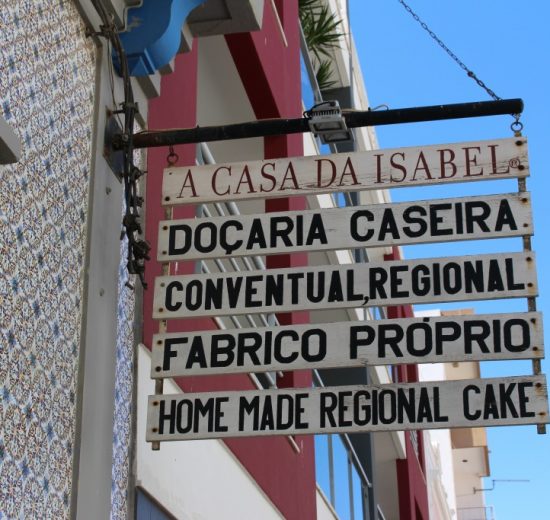 A CASA DA ISABEL®
DOÇARIA CASEIRA
CONVENTUAL, REGIONAL
FABRICO PRÓPRIO
HOME MADE REGIONAL CAKE